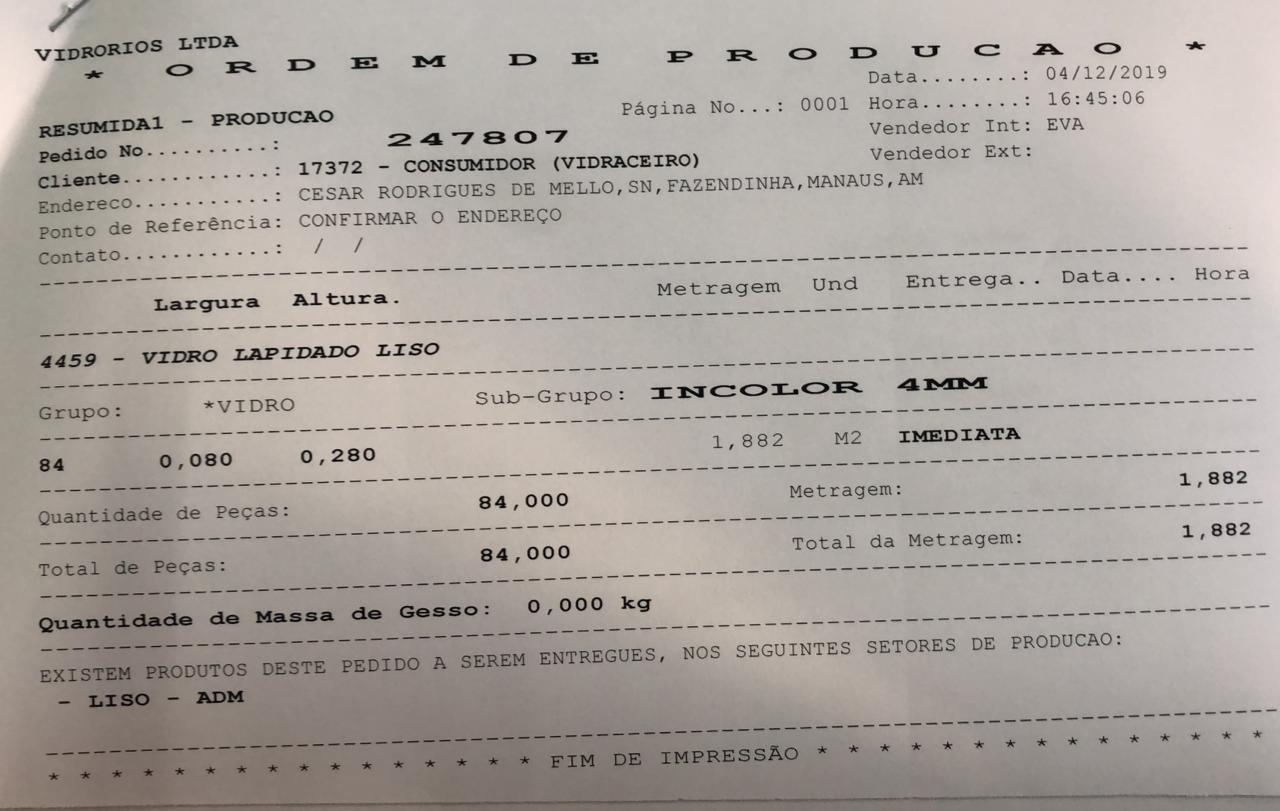 VIDRORIOS LTDA
* O R D E M D E P R O D U C A O *
Data........: 04/12/2019
RESUMIDA1 - PRODUCAO Página No...: 0001 Hora........: 16:45:06
Pedido No..........: 247807 Vendedor Int: EVA
Cliente............: 17372 - CONSUMIDOR (VIDRACEIRO) Vendedor Ext:
Endereco...........: CESAR RODRIGUES DE MELLO,SN,FAZENDINHA,MANAUS,AM
Ponto de Referência: CONFIRMAR O ENDEREÇO
Contato............: / /
Largura Altura. Metragem Und Entrega.. Data.... Hora
4459 - VIDRO LAPIDADO LISO
Grupo: *VIDRO Sub-Grupo: INCOLOR 4MM
84 0,080 0,280 1,882 M2 IMEDIATA
Quantidade de Peças: 84,000 Metragem: 1,882
Total de Peças: 84,000 Total da Metragem: 1,882
Quantidade de Massa de Gesso: 0,000 kg
EXISTEM PRODUTOS DESTE PEDIDO A SEREM ENTREGUES, NOS SEGUINTES SETORES DE PRODUCAO:
- LISO - ADM
* * * * * * * * * * * * * * * * FIM DE IMPRESSÃO * * * * * * * * * * * * * * *